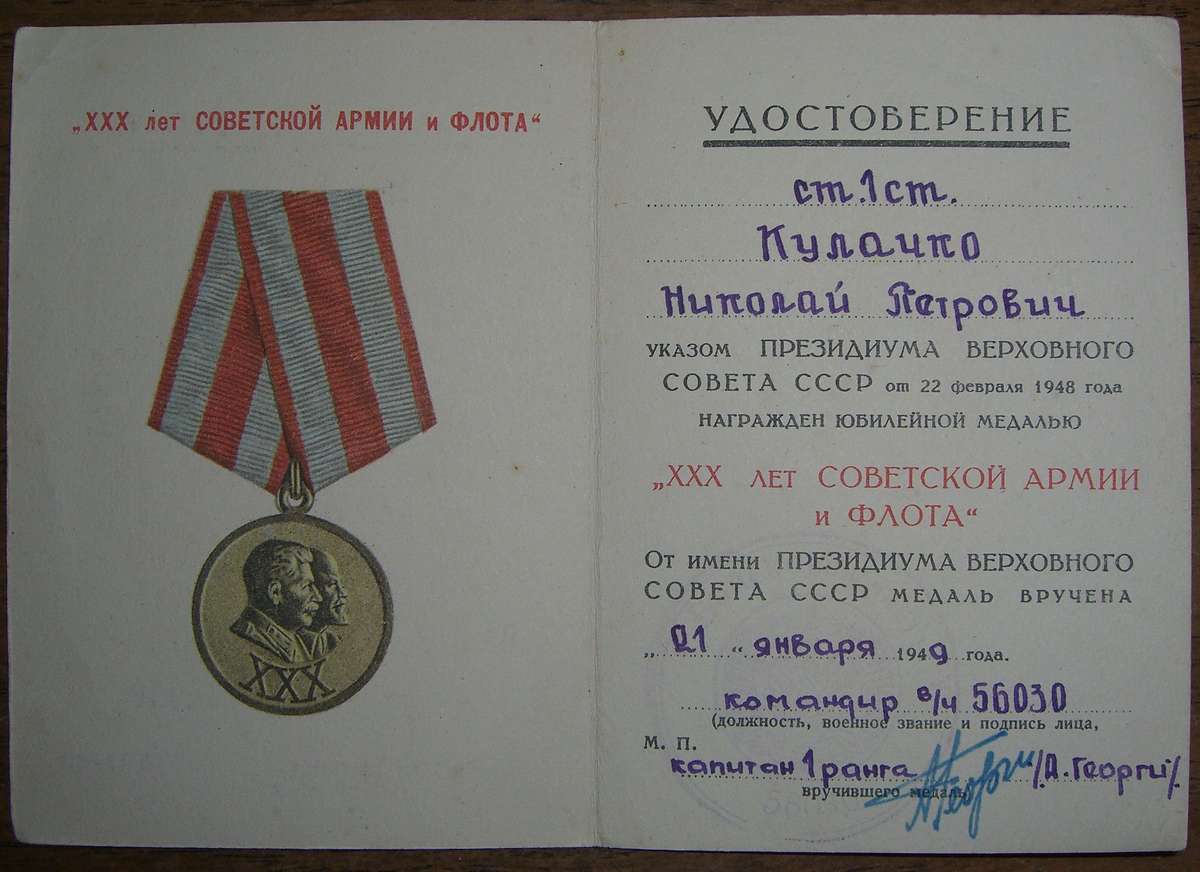 „XXX лет СОВЕТСКОЙ АРМИИ и ФЛОТА“
XXX
УДОСТОВЕРЕНИЕ
ст. 1 ст.
Кулачко
Николай Петрович
указом ПРЕЗИДИУМА ВЕРХОВНОГО
СОВЕТА СССР от 22 февраля 1948 года
НАГРАЖДЕН ЮБИЛЕЙНОЙ МЕДАЛЬЮ
„XXX ЛЕТ СОВЕТСКОЙ АРМИИ
и ФЛОТА“
От имени ПРЕЗИДИУМА ВЕРХОВНОГО
СОВЕТА СССР МЕДАЛЬ ВРУЧЕНА
„21“ января 1949 года.
командир в/ч 56030
(должность, военное звание и подпись лица,
М. П.
капитан 1 ранга /А. Георги/.
вручившего медаль)